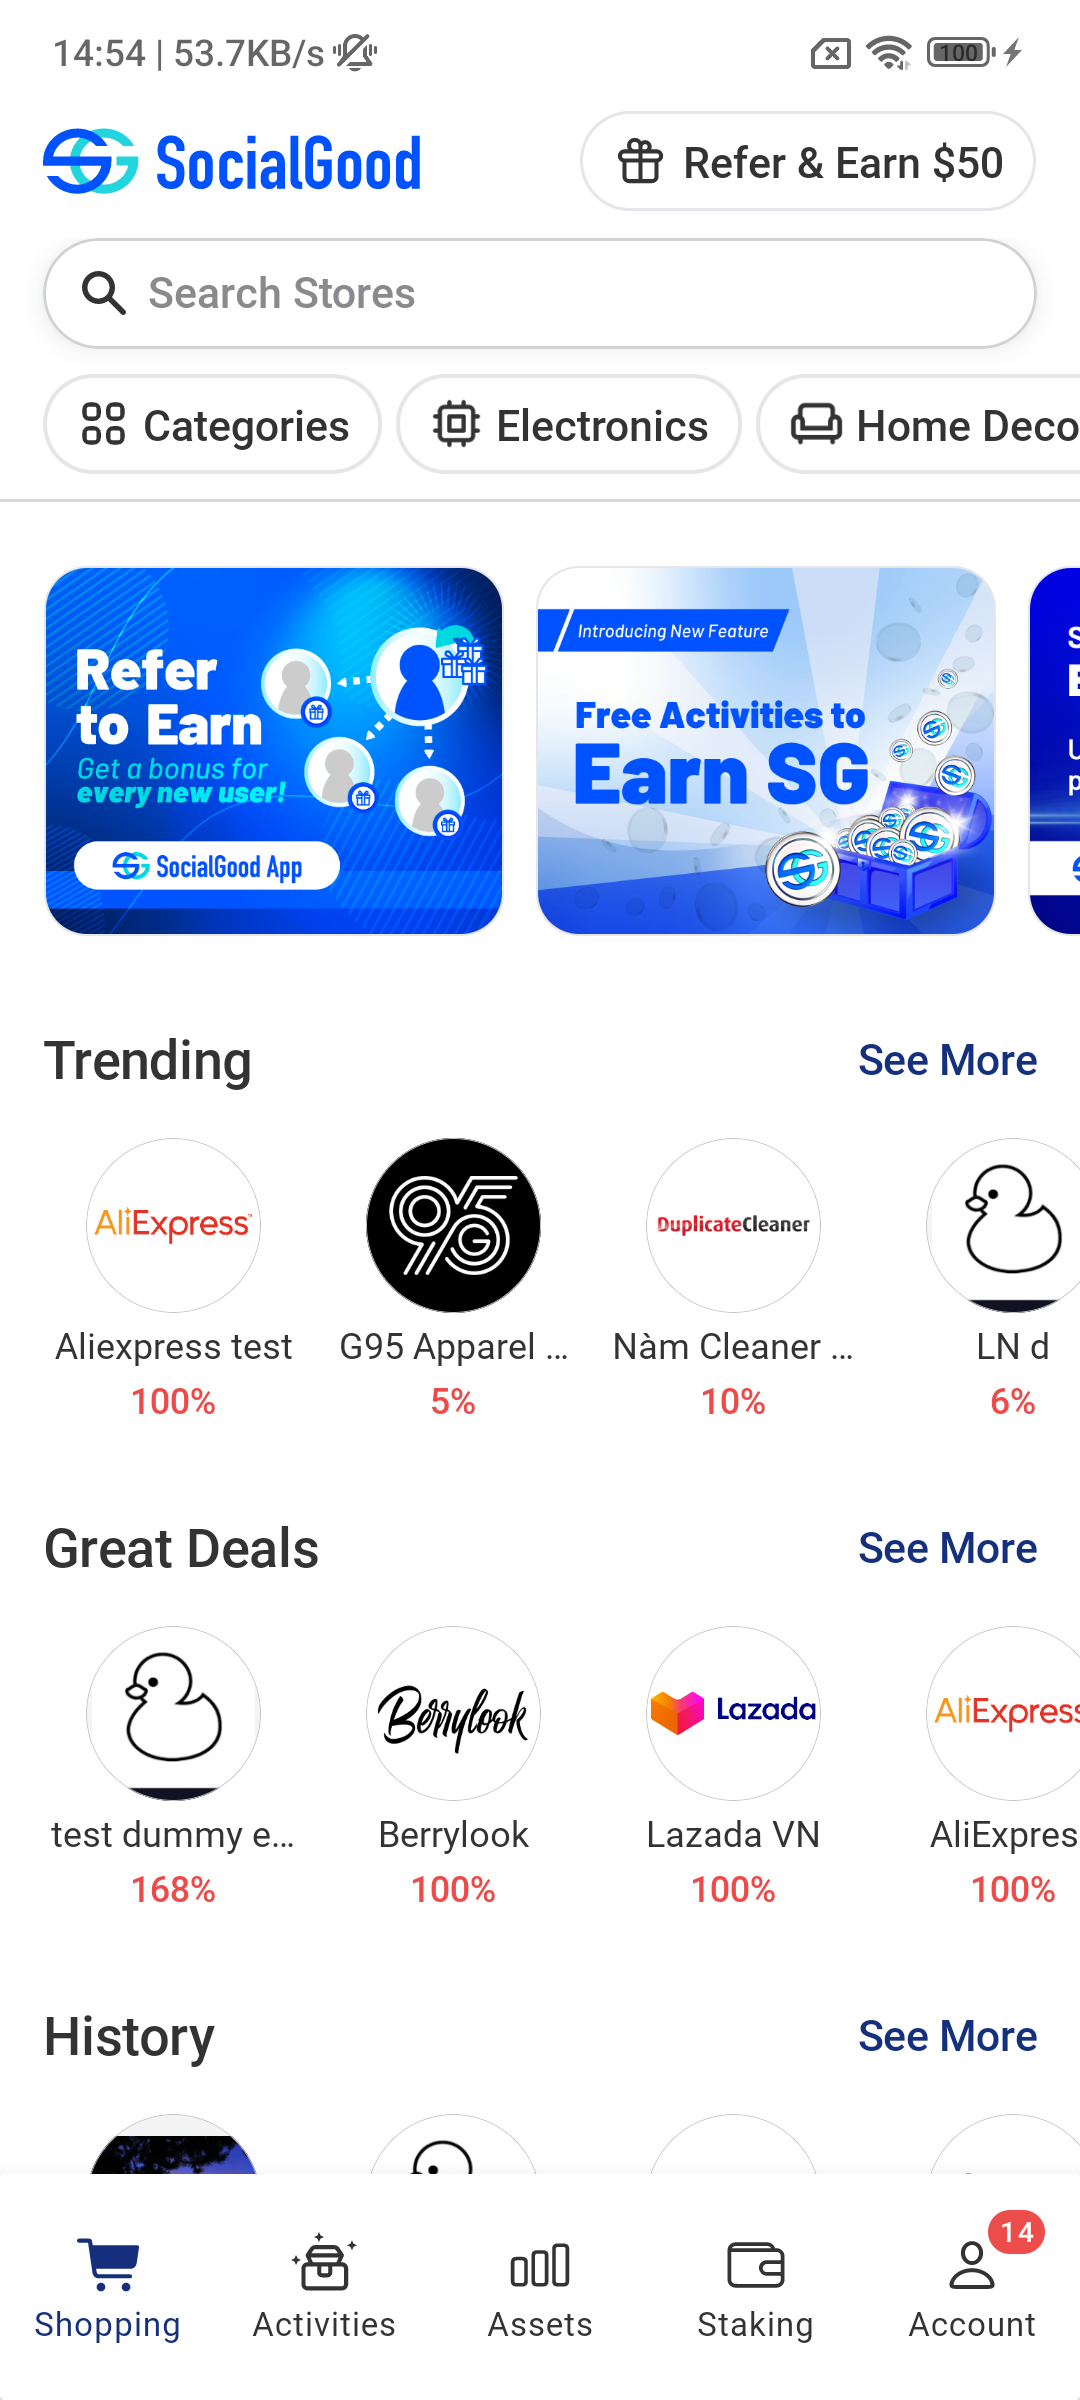 14:54 | 53.7KB/s
100
SocialGood
Refer & Earn $50
Search Stores
Categories
Electronics
Home Deco
Refer
to Earn
Get a bonus for
every new user!
SocialGood App
Introducing New Feature
Free Activities to
Earn SG
Trending
See More
AliExpress
95
DuplicateCleaner
Aliexpress test
G95 Apparel ...
Nàm Cleaner ...
LN d
100%
5%
10%
6%
Great Deals
See More
Berrylook
Lazada
AliExpress
test dummy e...
Berrylook
Lazada VN
AliExpres
168%
100%
100%
100%
History
See More
14
Shopping
Activities
Assets
Staking
Account